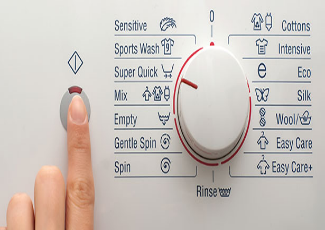 0
Sensitive
Cottons
Sports Wash
Intensive
Super Quick
Eco
Mix
Silk
Empty
Wool/
Gentle Spin
Easy Care
Spin
Easy Care+
Rinse